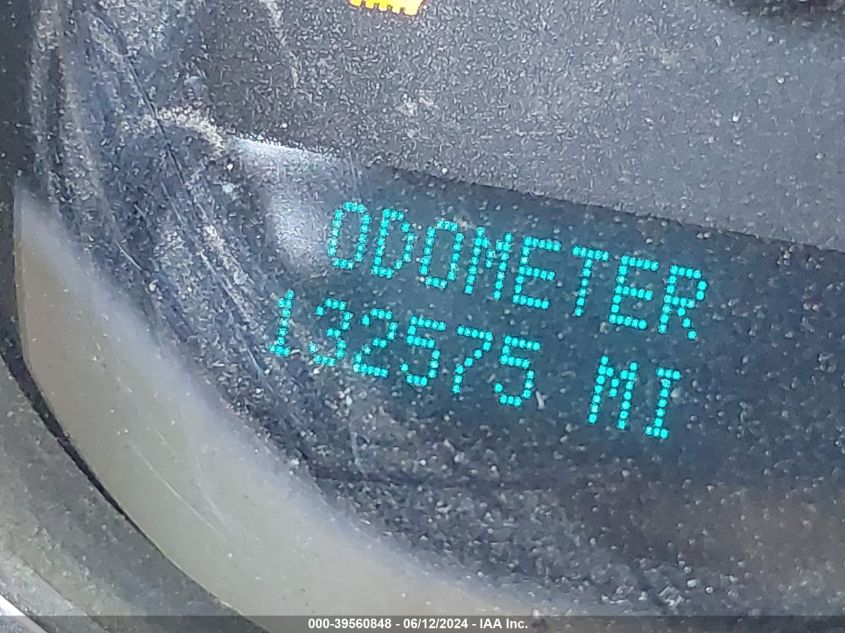 ODOMETER
132575 MI
000-39560848 - 06/12/2024 - IAA Inc.